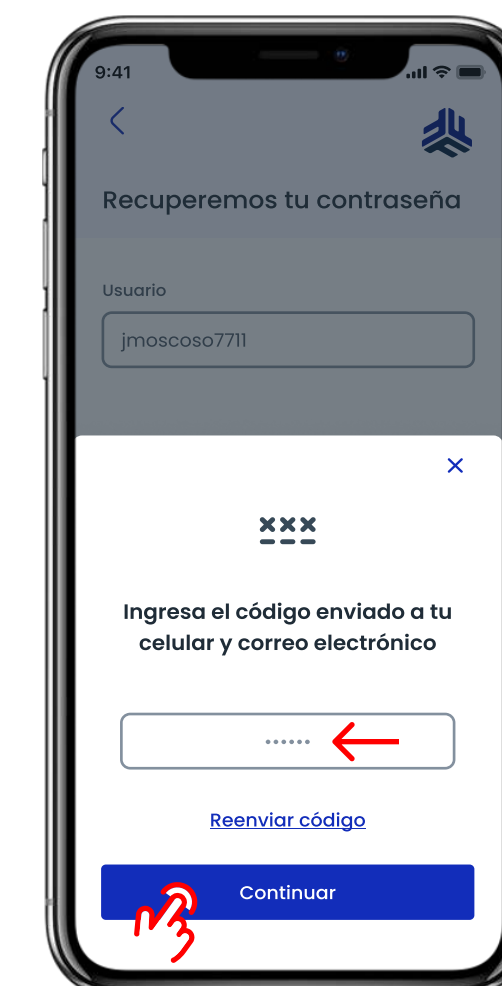 9:41
Recuperemos tu contraseña
Usuario
jmoscoso7711
Ingresa el código enviado a tu
celular y correo electrónico
Reenviar código
Continuar